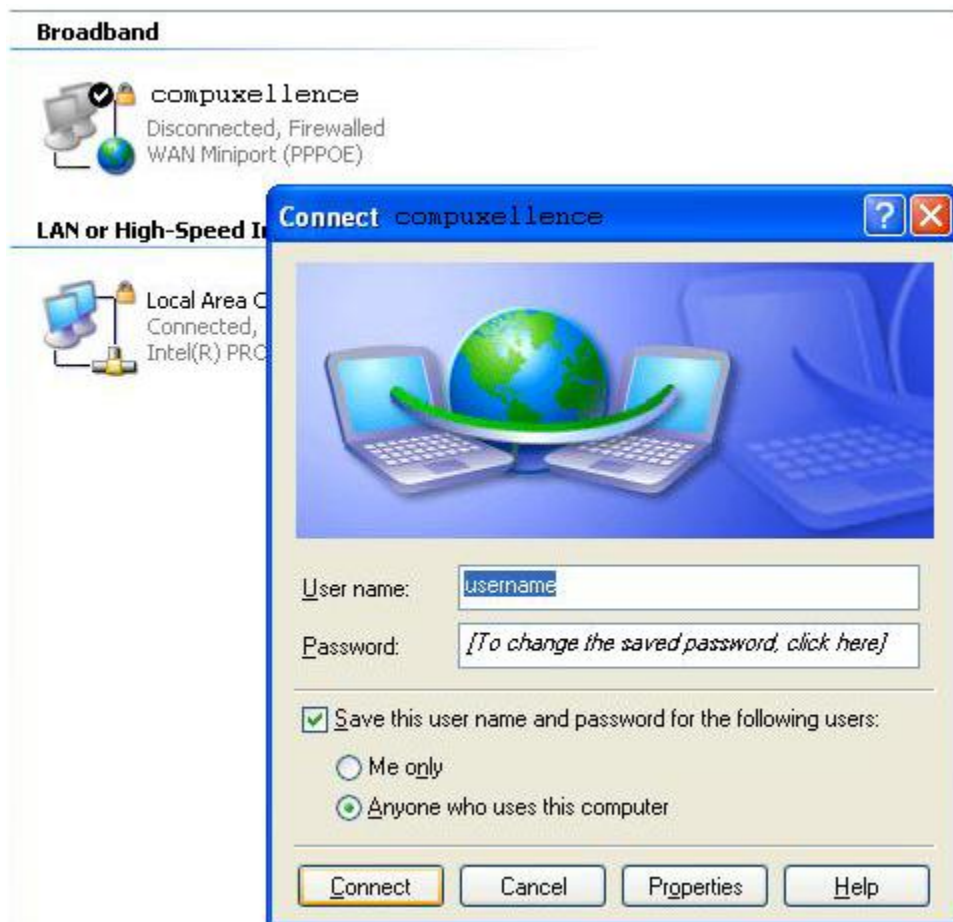 Broadband
compuxellence
Disconnected, Firewalled
WAN Miniport (PPPOE)
LAN or High-Speed
Local Area
Connected,
Intel(R)
Connect compuxellence
User name: username
Password: [To change the saved password, click here]
Save this user name and password for the following users:
Me only
Anyone who uses this computer
Connect Cancel Properties Help